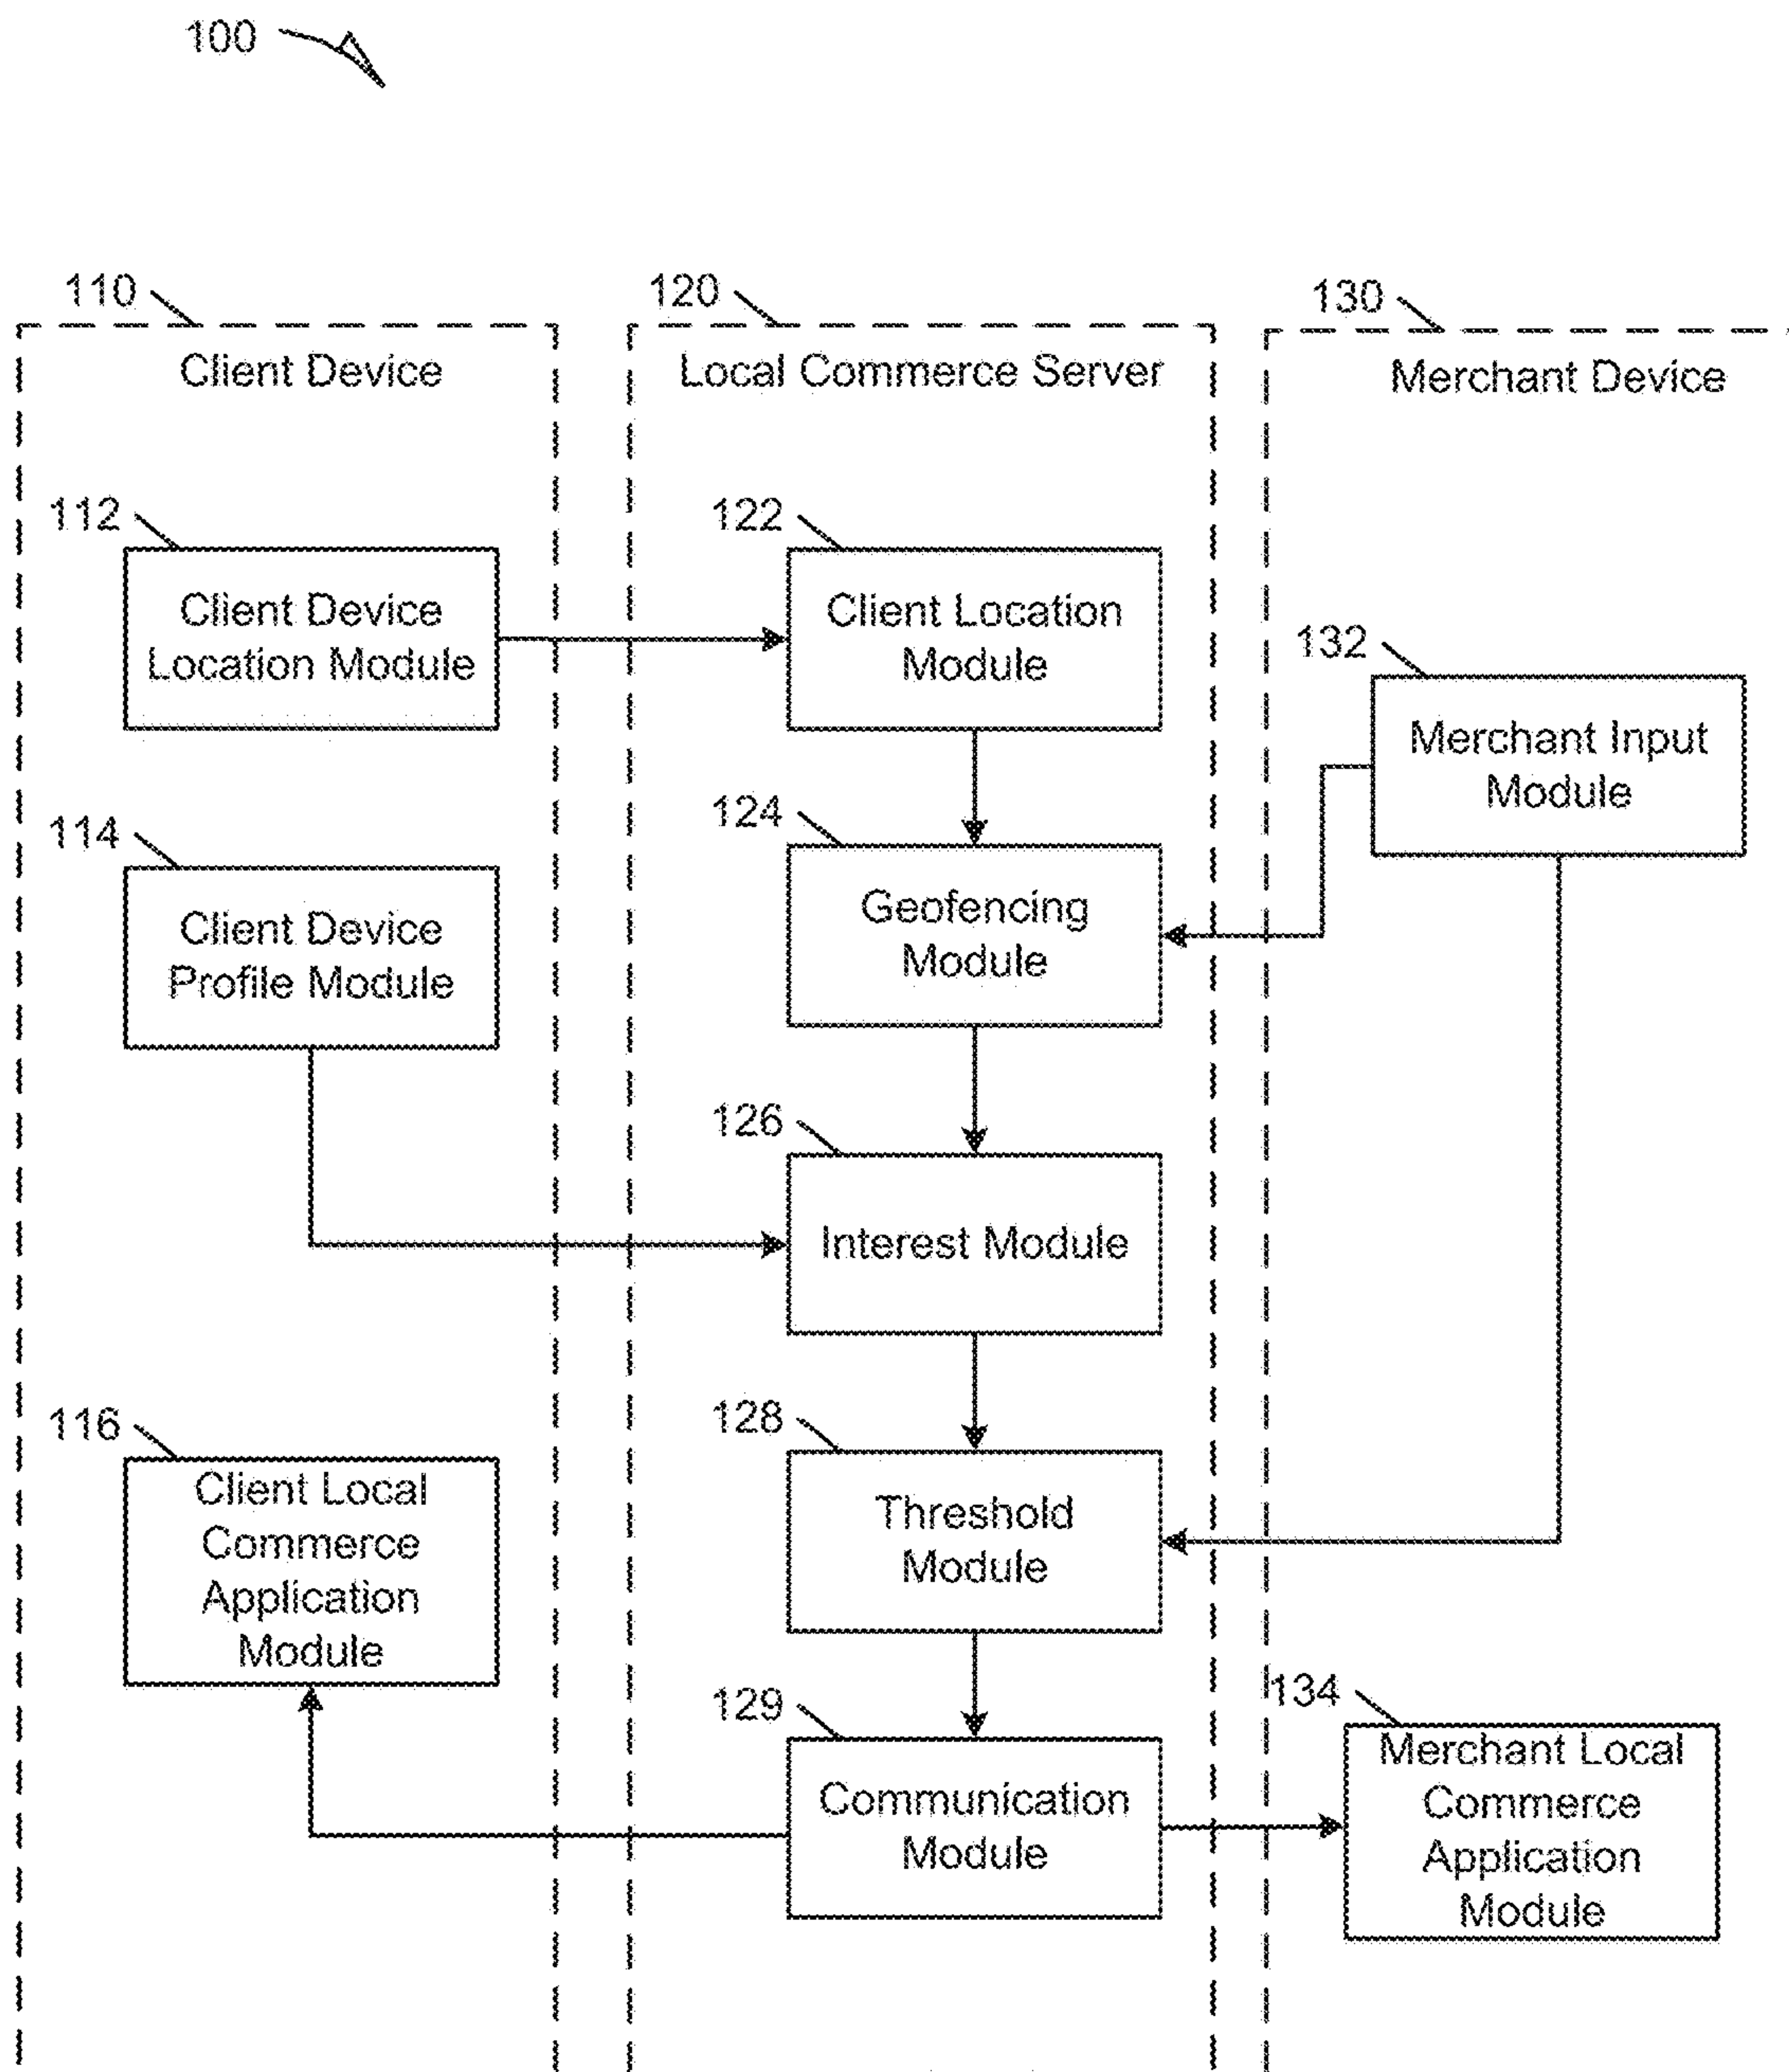 100
110
Client Device
120
Local Commerce Server
130
Merchant Device
112
Client Device
Location Module
122
Client Location
Module
132
Merchant Input
Module
114
Client Device
Profile Module
124
Geofencing
Module
126
Interest Module
116
Client Local
Commerce
Application
Module
128
Threshold
Module
129
Communication
Module
134
Merchant Local
Commerce
Application
Module